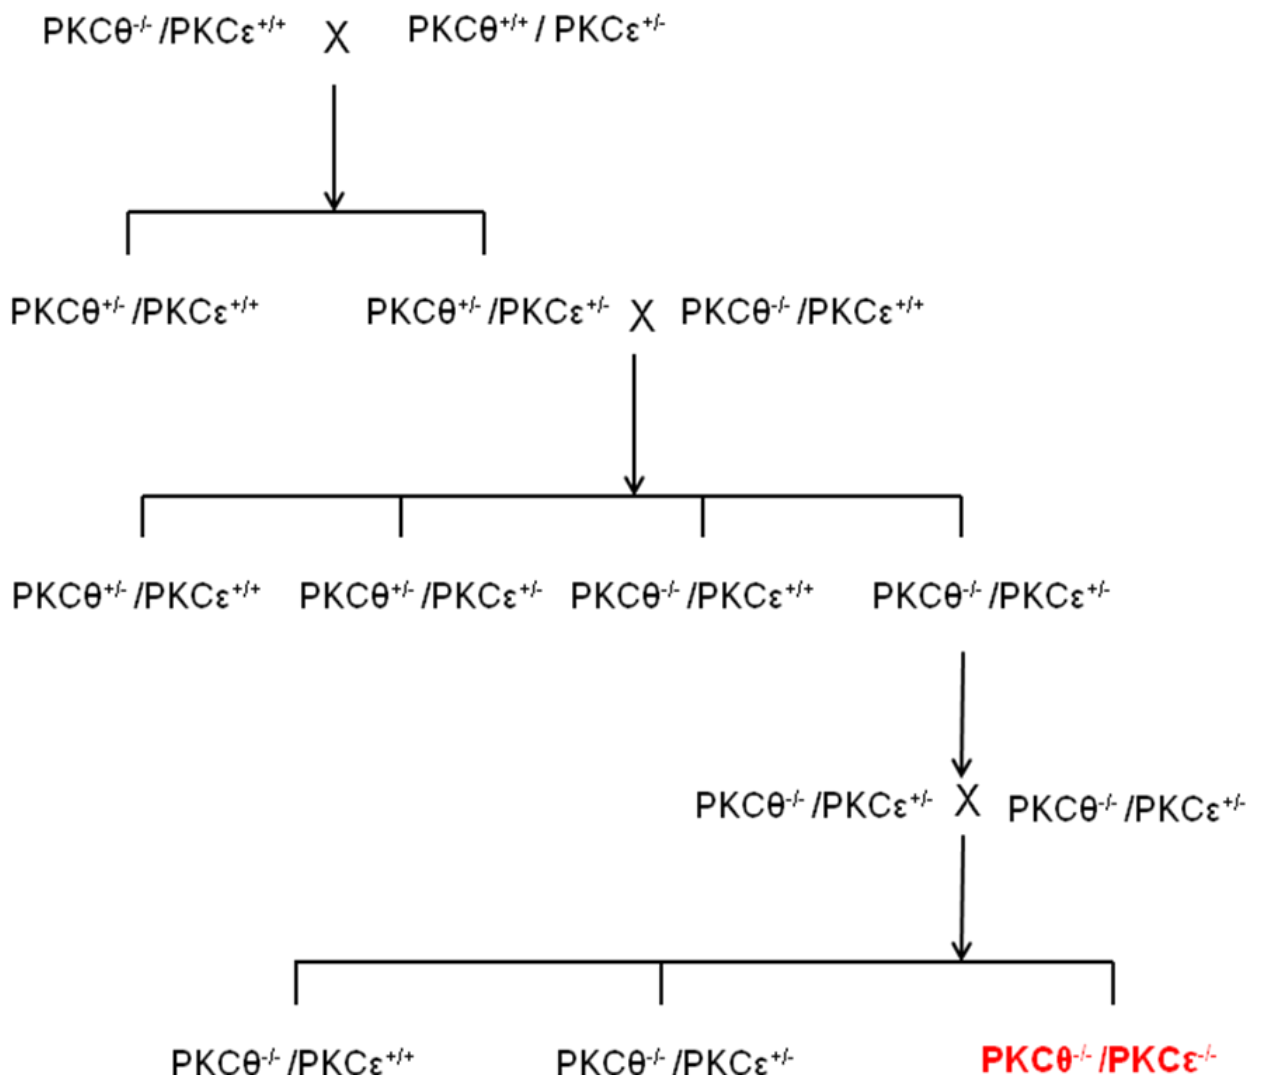 PKCθ-/- /PKCε+/+ X PKCθ+/+ / PKCε+/-
PKCθ+/- /PKCε+/+ PKCθ+/- /PKCε+/- X PKCθ-/- /PKCε+/+
PKCθ+/- /PKCε+/+ PKCθ+/- /PKCε+/- PKCθ-/- /PKCε+/+ PKCθ-/- /PKCε+/-
PKCθ-/- /PKCε+/- X PKCθ-/- /PKCε+/-
PKCθ-/- /PKCε+/+ PKCθ-/- /PKCε+/- PKCθ-/- /PKCε-/-